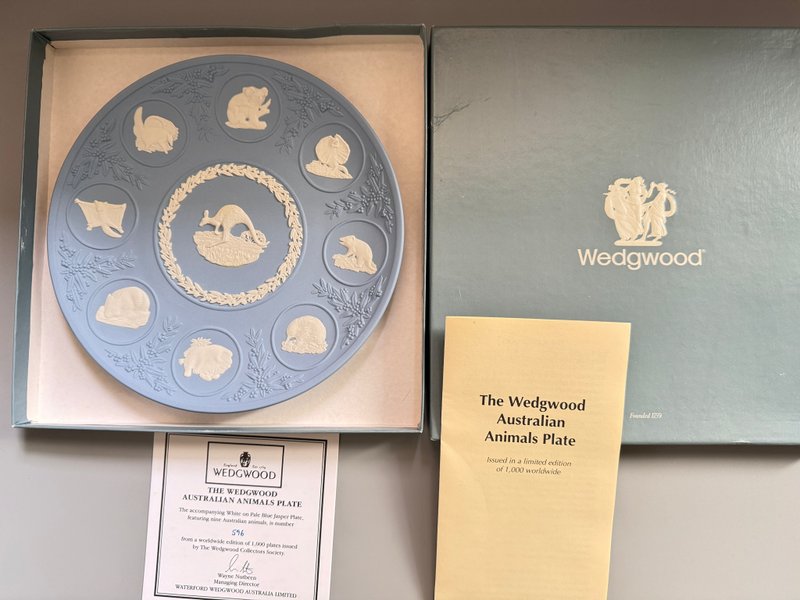 Wedgwood®
Founded 1759
The Wedgwood
Australian
Animals Plate
Issued in a limited edition
of 1,000 worldwide
England Est. 1759
WEDGWOOD
THE WEDGWOOD
AUSTRALIAN ANIMALS PLATE
The accompanying White on Pale Blue Jasper Plate,
featuring nine Australian animals, is number
596
from a worldwide edition of 1,000 plates issued
by The Wedgwood Collectors Society.
Wayne Nutbeen
Managing Director
WATERFORD WEDGWOOD AUSTRALIA LIMITED